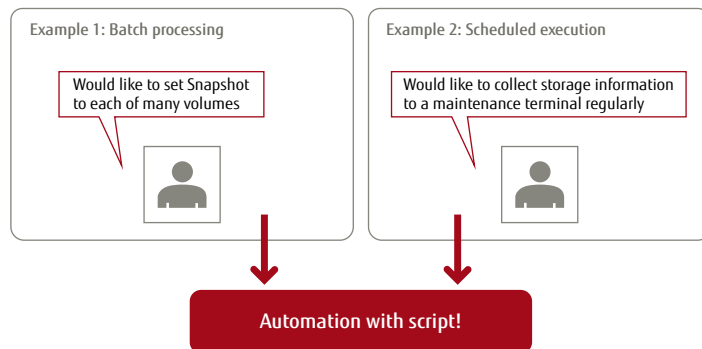 Example 1: Batch processing
Would like to set Snapshot
to each of many volumes
Example 2: Scheduled execution
Would like to collect storage information
to a maintenance terminal regularly
Automation with script!